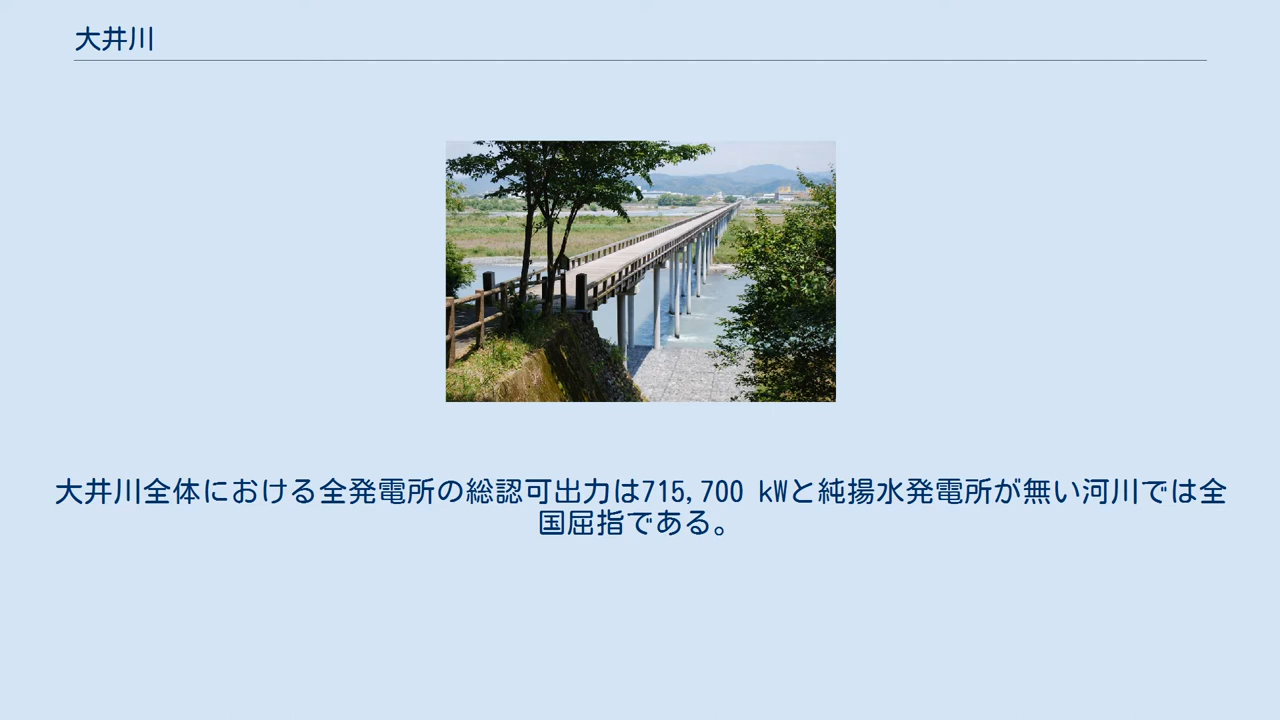 大井川
大井川全体における全発電所の総認可出力は715,700 kWと純揚水発電所が無い河川では全
国屈指である。